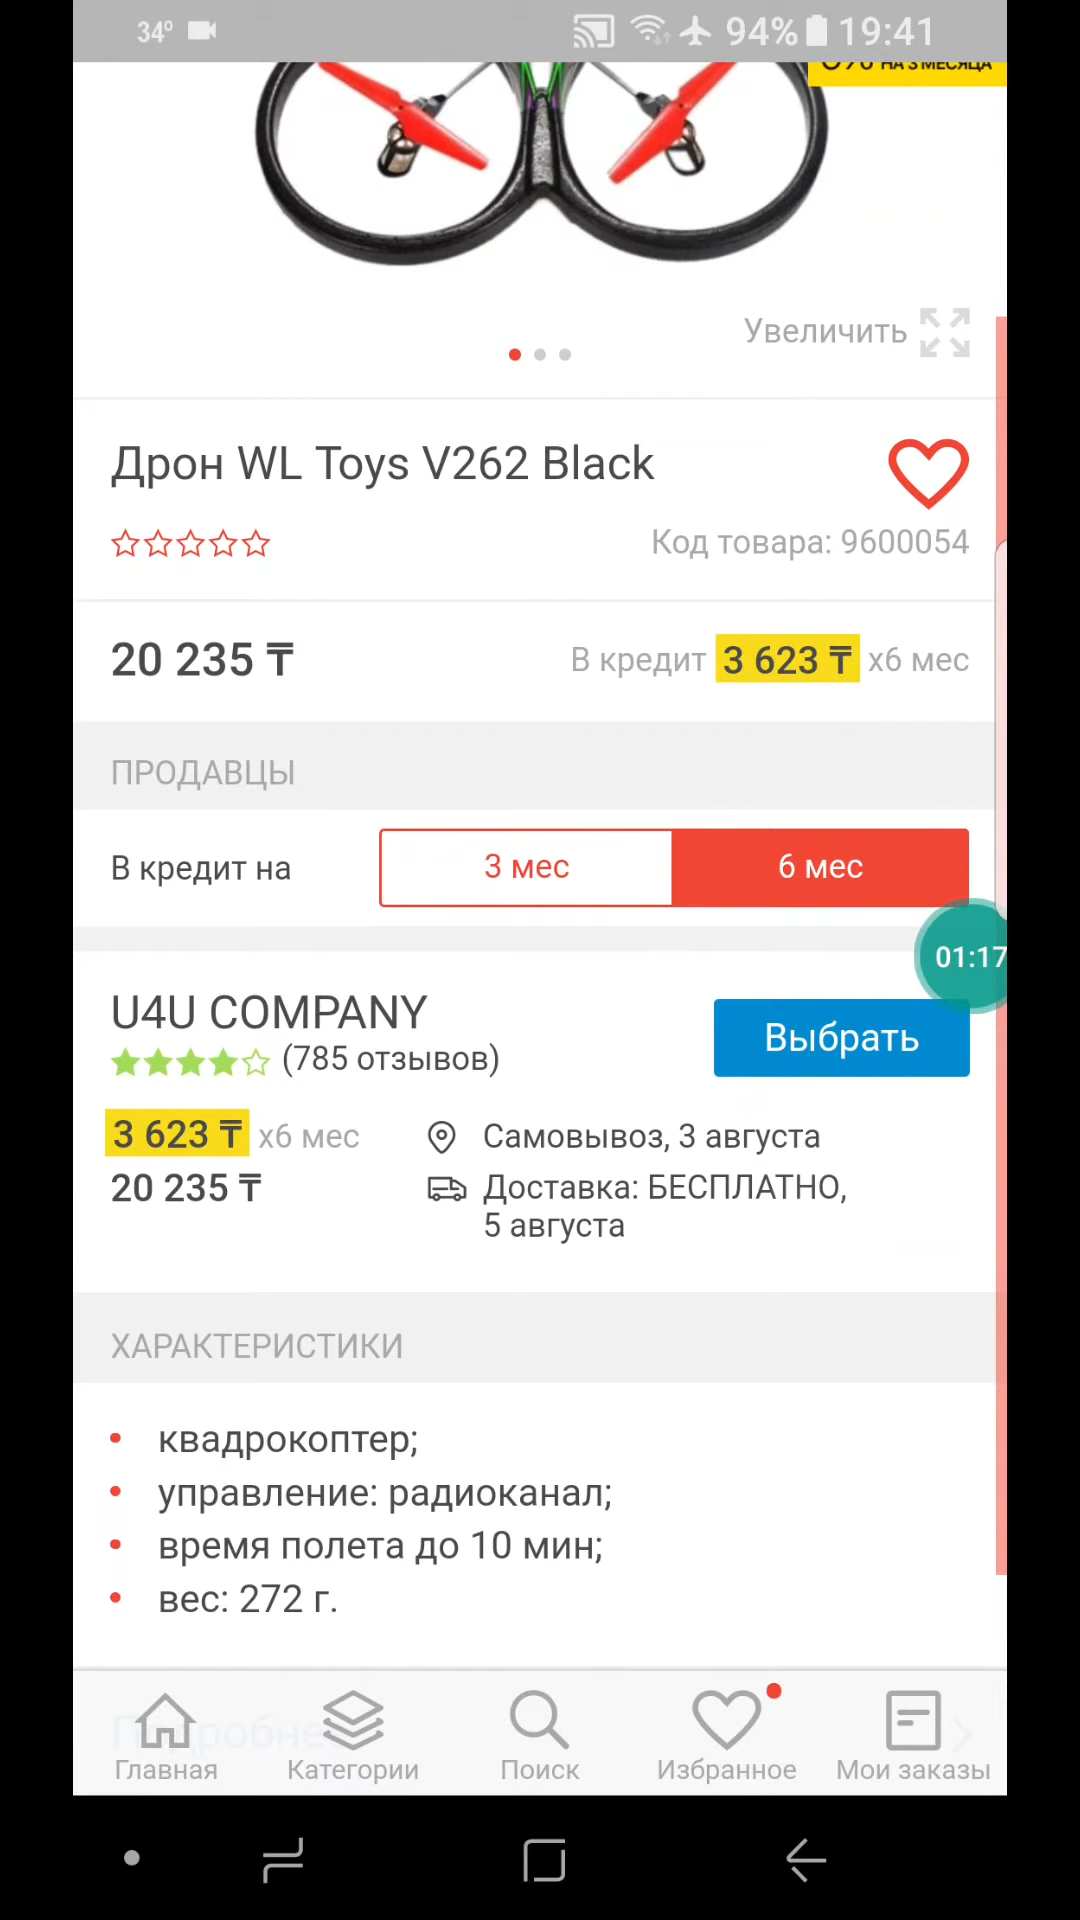 34° 94% 19:41
НА 3 МЕСЯЦА
Увеличить
Дрон WL Toys V262 Black
Код товара: 9600054
20 235 ₸ В кредит 3 623 ₸ x6 мес
ПРОДАВЦЫ
В кредит на 3 мес 6 мес
01:17
U4U COMPANY
Выбрать
(785 отзывов)
3 623 ₸ x6 мес Самовывоз, 3 августа
20 235 ₸ Доставка: БЕСПЛАТНО,
5 августа
ХАРАКТЕРИСТИКИ
квадрокоптер;
управление: радиоканал;
время полета до 10 мин;
вес: 272 г.
Главная Категории Поиск Избранное Мои заказы